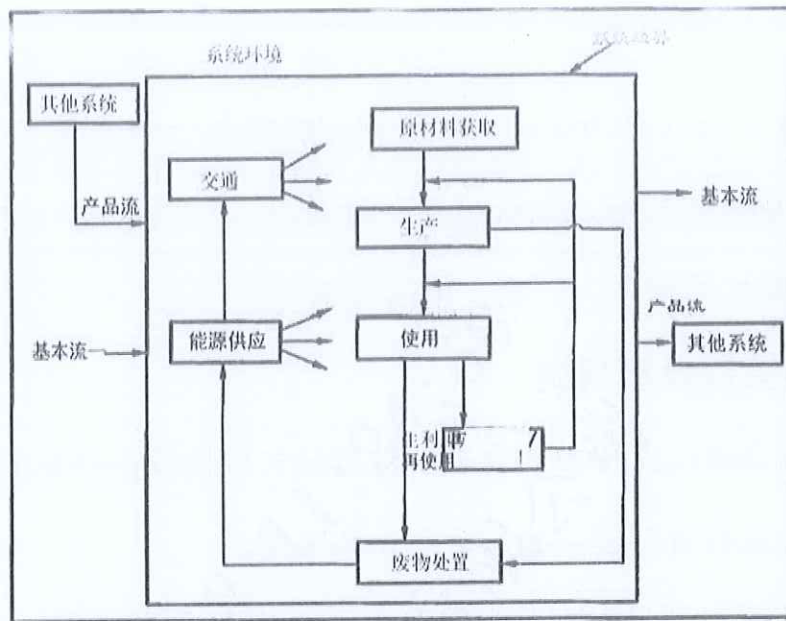 系统环境
其他系统
原材料获取
交通
产品流
基本流
生产
产品流
能源供应
使用
基本流
其他系统
再使用
废物处置